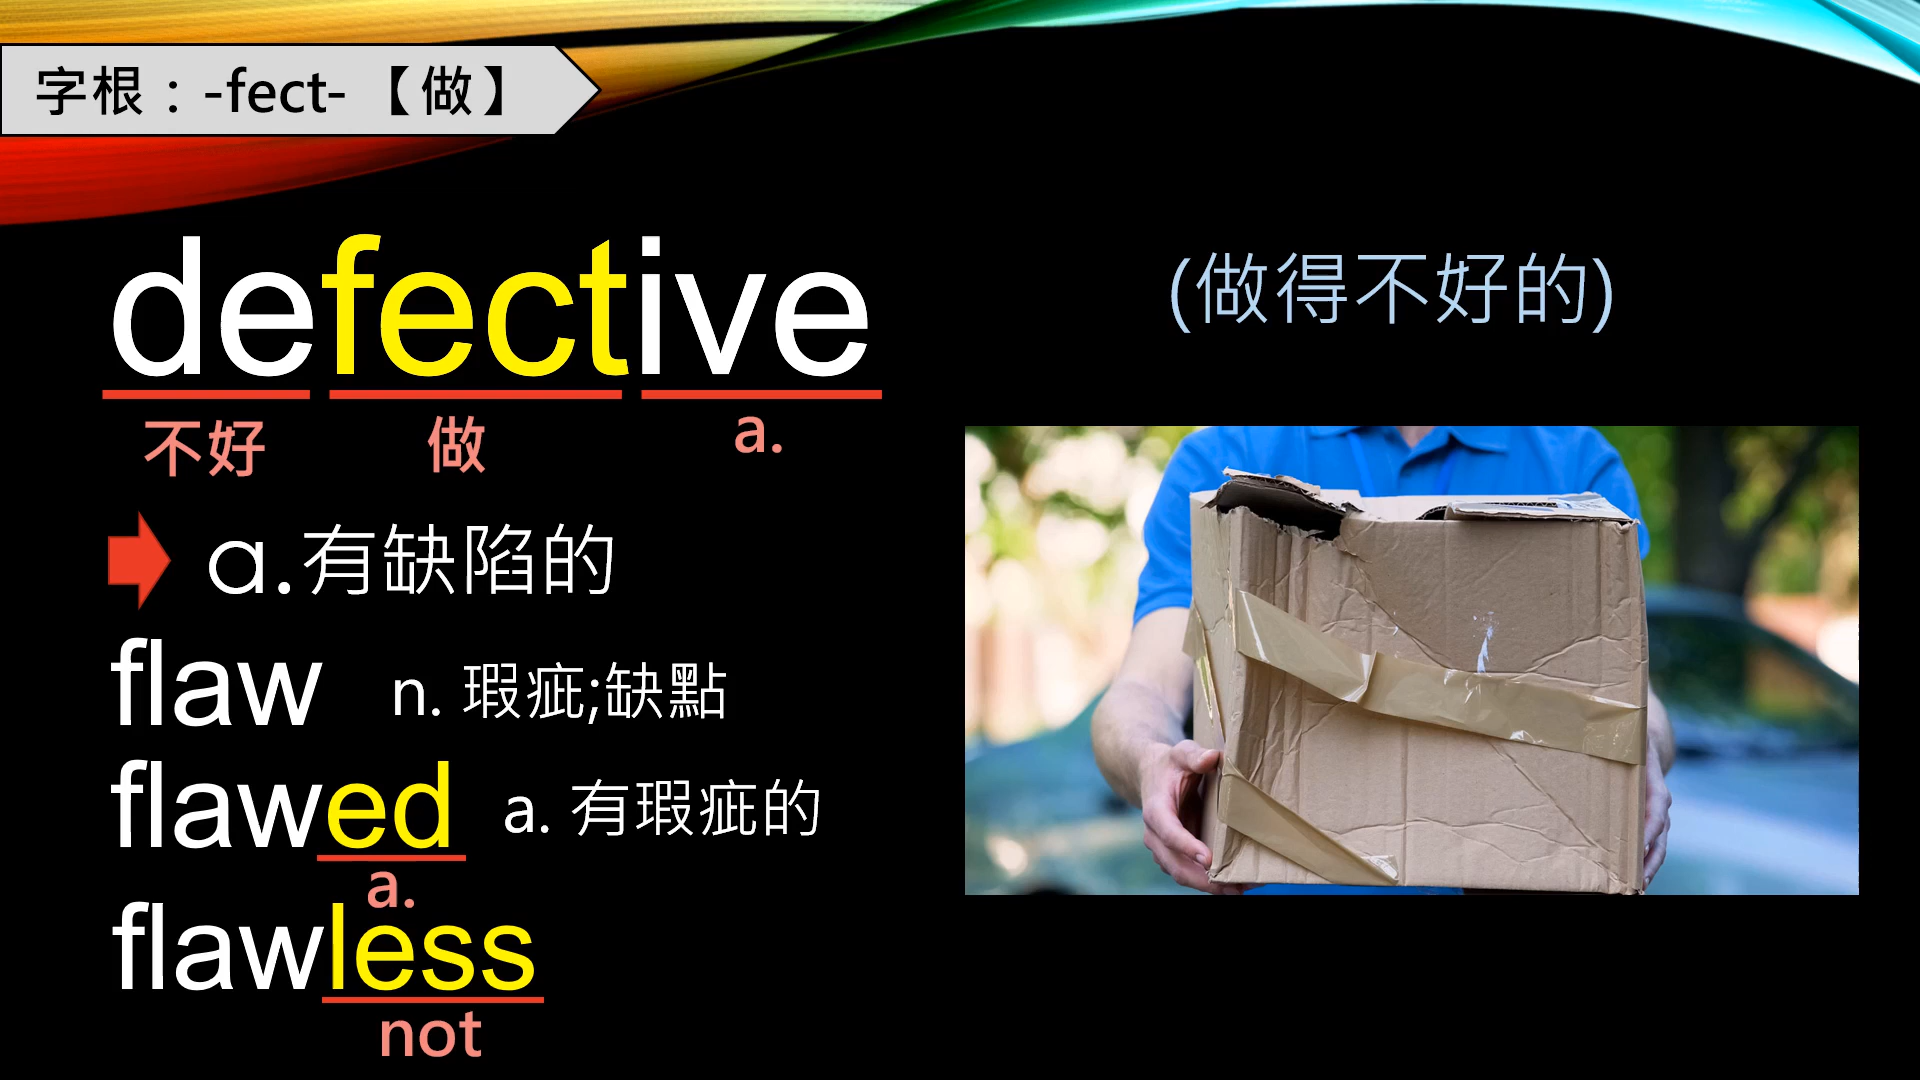 字根：-fect-【做】
defective
(做得不好的)
不好 做 a.
a.有缺陷的
flaw n. 瑕疵;缺點
flawed a. 有瑕疵的
a.
flawless
not